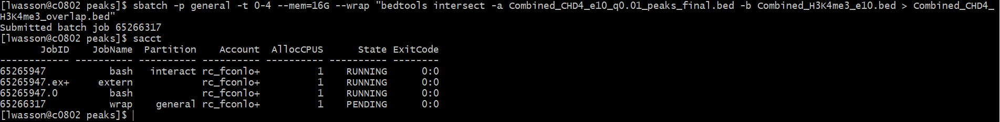 [lwasson@c0802 peaks]$ sbatch -p general -t 0-4 --mem=16G --wrap "bedtools intersect -a Combined_CHD4_e10_q0.01_peaks_final.bed -b Combined_H3K4me3_e10.bed > Combined_CHD4_
H3K4me3_overlap.bed"
Submitted batch job 65266317
[lwasson@c0802 peaks]$ sacct
       JobID    JobName  Partition    Account  AllocCPUS      State ExitCode
------------ ---------- ---------- ---------- ---------- ---------- --------
65265947           bash   interact rc_fconlo+          1    RUNNING      0:0
65265947.ex+     extern            rc_fconlo+          1    RUNNING      0:0
65265947.0         bash            rc_fconlo+          1    RUNNING      0:0
65266317           wrap    general rc_fconlo+          1    PENDING      0:0
[lwasson@c0802 peaks]$